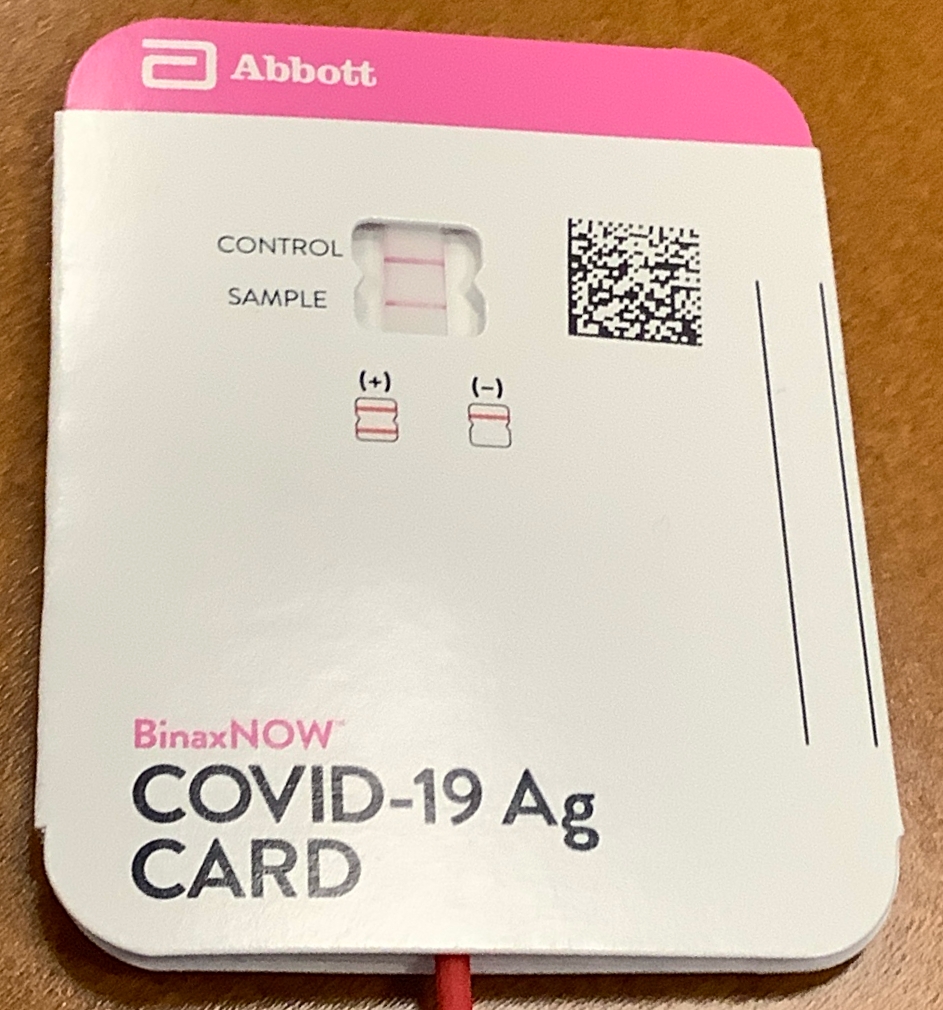 Abbott
CONTROL
SAMPLE
(+) (-)
BinaxNOW™
COVID-19 Ag
CARD